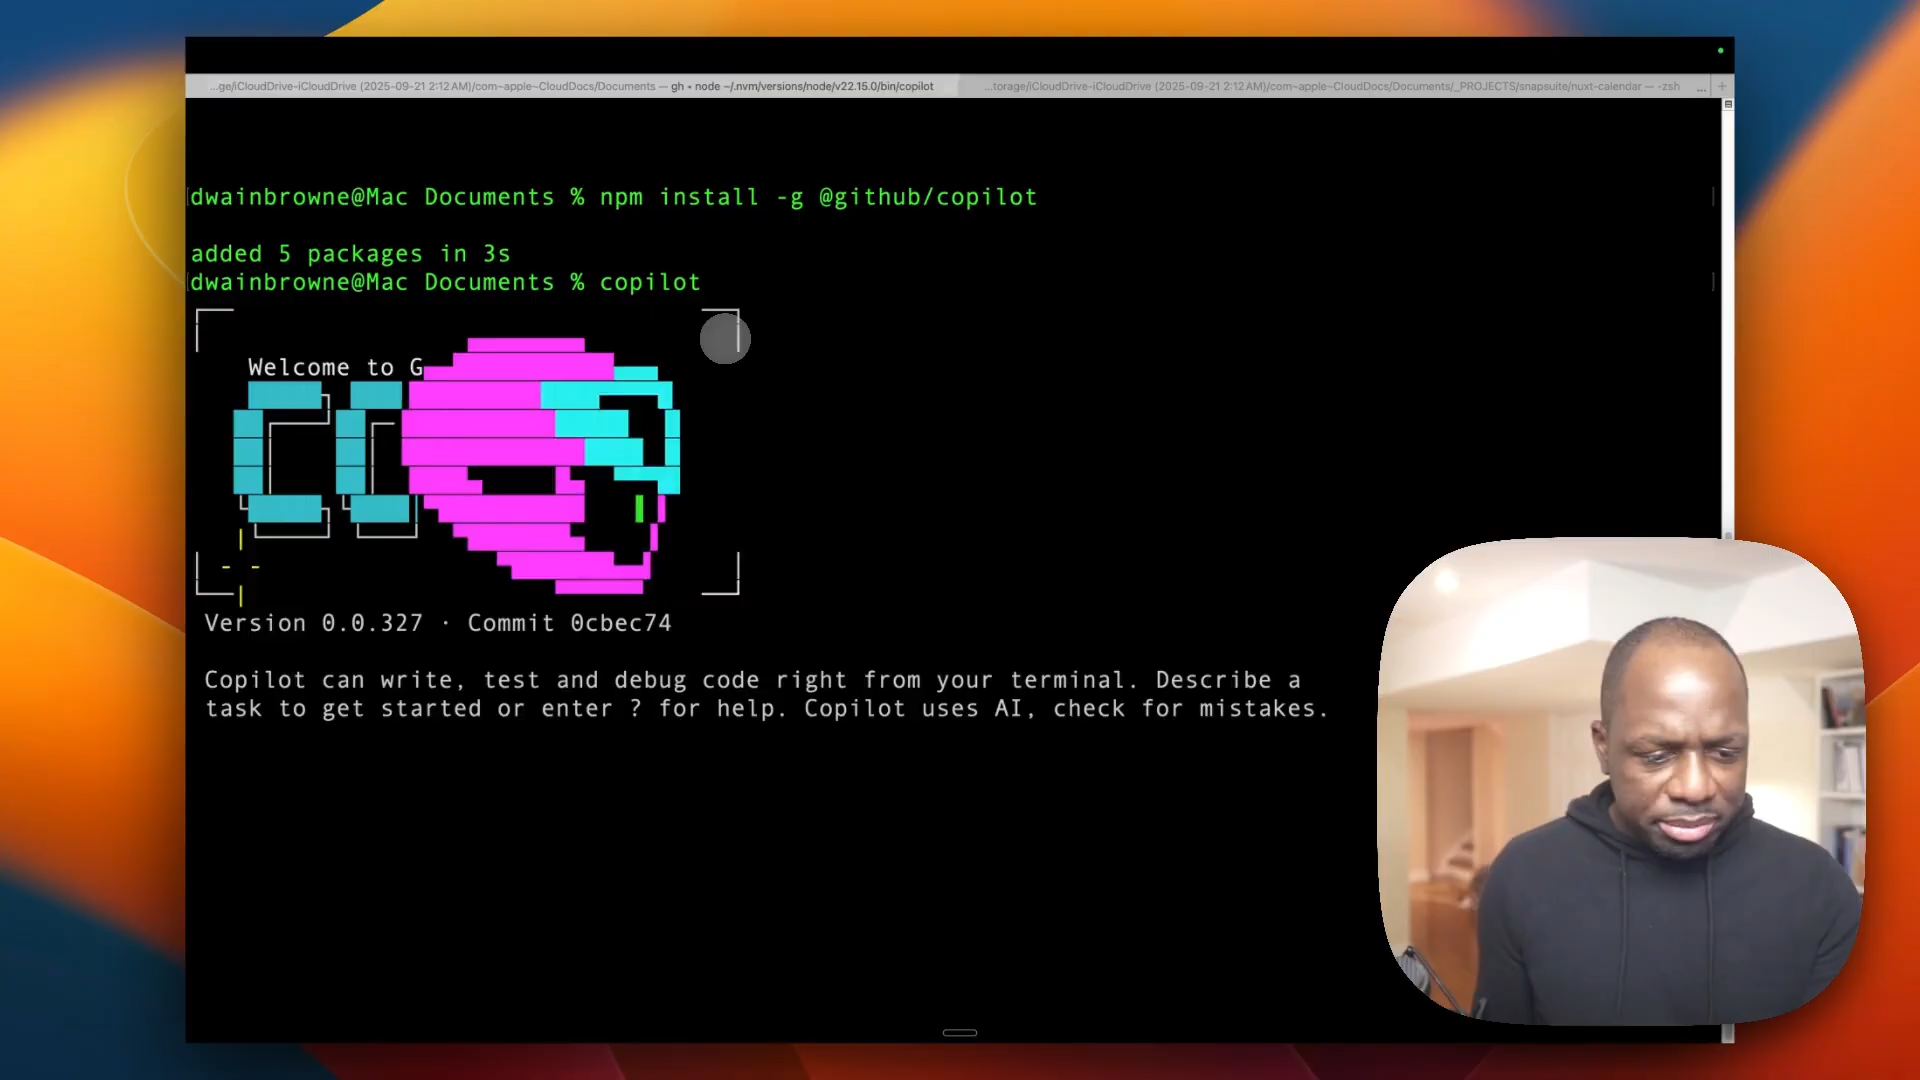 ...ge/iCloudDrive-iCloudDrive (2025-09-21 2:12 AM)/com~apple~CloudDocs/Documents — gh • node ~/.nvm/versions/node/v22.15.0/bin/copilot
...torage/iCloudDrive-iCloudDrive (2025-09-21 2:12 AM)/com~apple~CloudDocs/Documents/_PROJECTS/snapsuite/nuxt-calendar — -zsh
dwainbrowne@Mac Documents % npm install -g @github/copilot
added 5 packages in 3s
dwainbrowne@Mac Documents % copilot
Welcome to G
CC
Version 0.0.327 · Commit 0cbec74
Copilot can write, test and debug code right from your terminal. Describe a
task to get started or enter ? for help. Copilot uses AI, check for mistakes.